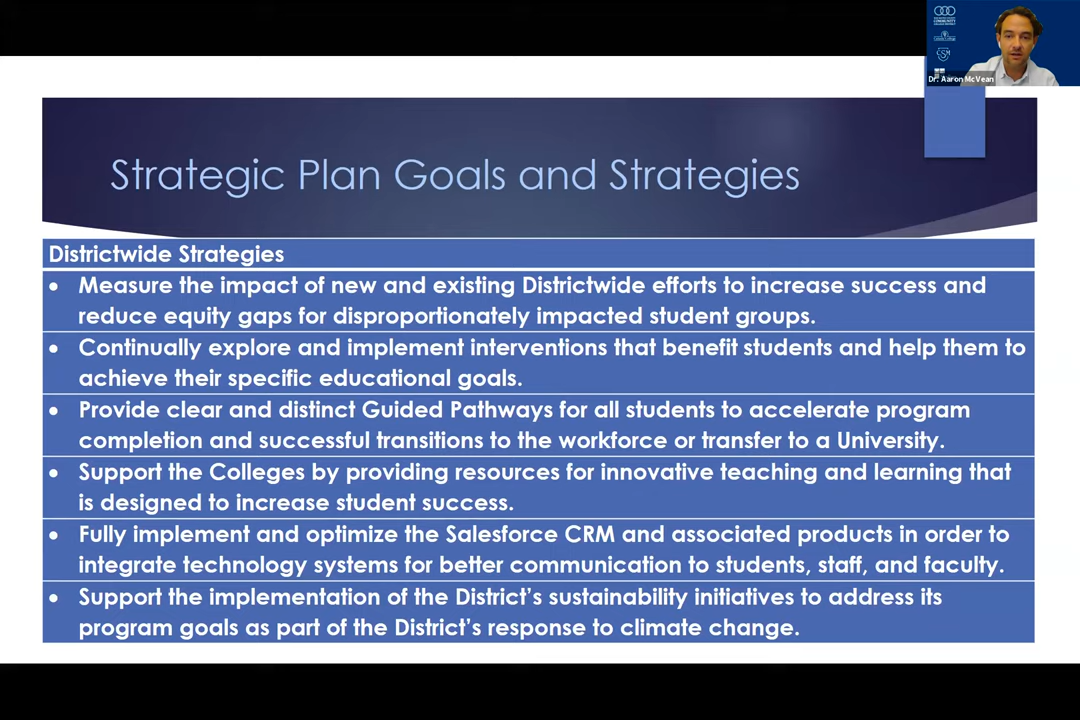 Dr. Aaron McVean
Strategic Plan Goals and Strategies
Districtwide Strategies
• Measure the impact of new and existing Districtwide efforts to increase success and
reduce equity gaps for disproportionately impacted student groups.
• Continually explore and implement interventions that benefit students and help them to
achieve their specific educational goals.
• Provide clear and distinct Guided Pathways for all students to accelerate program
completion and successful transitions to the workforce or transfer to a University.
• Support the Colleges by providing resources for innovative teaching and learning that
is designed to increase student success.
• Fully implement and optimize the Salesforce CRM and associated products in order to
integrate technology systems for better communication to students, staff, and faculty.
• Support the implementation of the District’s sustainability initiatives to address its
program goals as part of the District’s response to climate change.